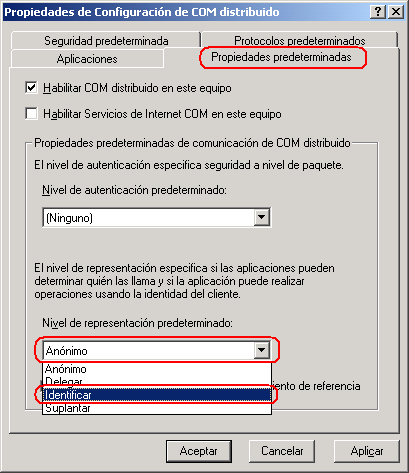 Propiedades de Configuración de COM distribuido
Seguridad predeterminada
Protocolos predeterminados
Aplicaciones
Propiedades predeterminadas
Habilitar COM distribuido en este equipo
Habilitar Servicios de Internet COM en este equipo
Propiedades predeterminadas de comunicación de COM distribuido
El nivel de autenticación especifica seguridad a nivel de paquete.
Nivel de autenticación predeterminado:
(Ninguno)
El nivel de representación especifica si las aplicaciones pueden
determinar quién las llama y si la aplicación puede realizar
operaciones usando la identidad del cliente.
Nivel de representación predeterminado:
Anónimo
Anónimo
Delegar
Identificar
Suplantar
iento de referencia
Aceptar
Cancelar
Aplicar